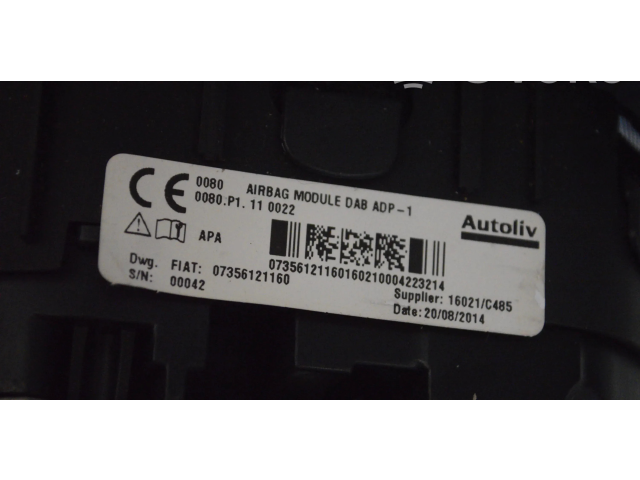 CE 0080 AIRBAG MODULE DAB ADP-1
0080.P1. 11 0022
Autoliv
APA
Dwg. FIAT: 07356121160
07356121160160210004223214
S/N: 00042
Supplier: 16021/C485
Date: 20/08/2014